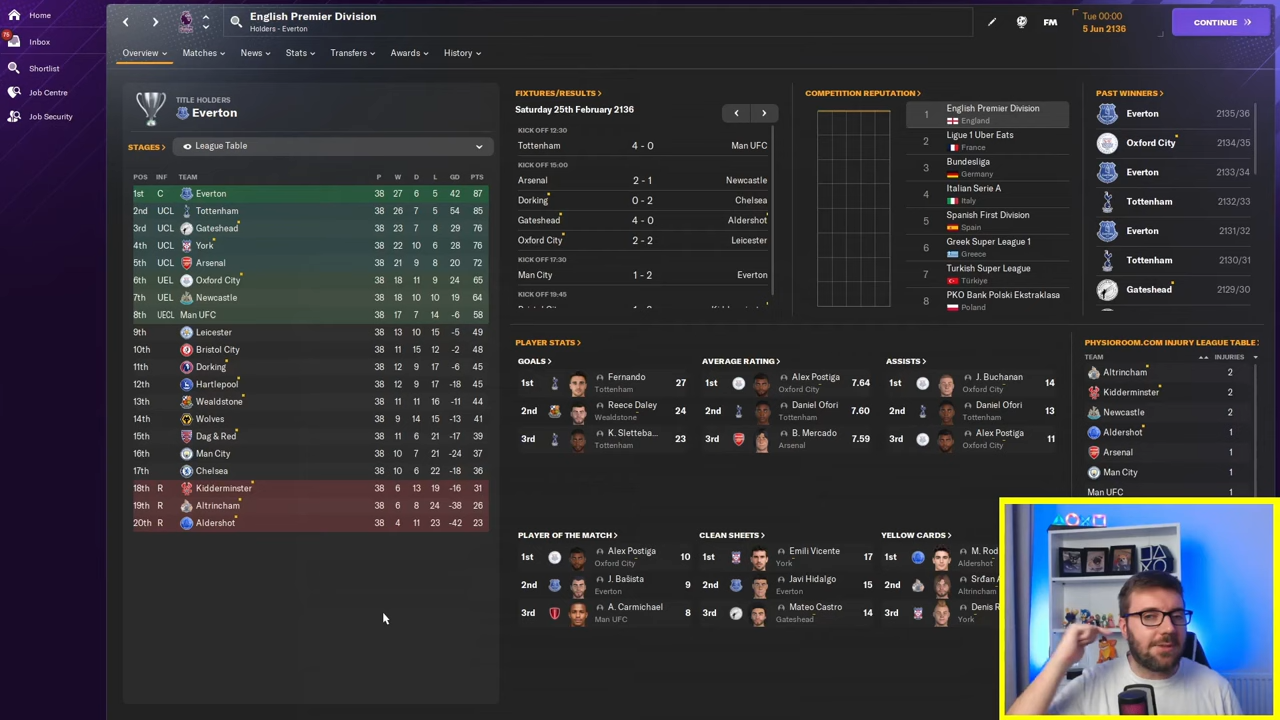 Home
75
Inbox
Shortlist
Job Centre
Job Security
English Premier Division
Holders - Everton
FM
Tue 00:00
5 Jun 2136
CONTINUE
Overview
Matches
News
Stats
Transfers
Awards
History
TITLE HOLDERS
Everton
STAGES
League Table
POS INF TEAM P W D L GD PTS
1st C Everton 38 27 6 5 42 87
2nd UCL Tottenham 38 26 7 5 54 85
3rd UCL Gateshead 38 23 7 8 29 76
4th UCL York 38 22 10 6 28 76
5th UCL Arsenal 38 21 9 8 20 72
6th UEL Oxford City 38 18 11 9 24 65
7th UEL Newcastle 38 18 10 10 19 64
8th UECL Man UFC 38 17 7 14 -6 58
9th Leicester 38 13 10 15 -5 49
10th Bristol City 38 11 15 12 -2 48
11th Dorking 38 12 9 17 -6 45
12th Hartlepool 38 12 9 17 -18 45
13th Wealdstone 38 11 11 16 -11 44
14th Wolves 38 9 14 15 -13 41
15th Dag & Red 38 11 6 21 -17 39
16th Man City 38 10 7 21 -24 37
17th Chelsea 38 10 6 22 -18 36
18th R Kidderminster 38 6 13 19 -16 31
19th R Altrincham 38 6 8 24 -38 26
20th R Aldershot 38 4 11 23 -42 23
FIXTURES/RESULTS
Saturday 25th February 2136
KICK OFF 12:30
Tottenham 4 - 0 Man UFC
KICK OFF 15:00
Arsenal 2 - 1 Newcastle
Dorking 0 - 2 Chelsea
Gateshead 4 - 0 Aldershot
Oxford City 2 - 2 Leicester
KICK OFF 17:30
Man City 1 - 2 Everton
KICK OFF 19:45
COMPETITION REPUTATION
1 English Premier Division
England
2 Ligue 1 Uber Eats
France
3 Bundesliga
Germany
4 Italian Serie A
Italy
5 Spanish First Division
Spain
6 Greek Super League 1
Greece
7 Turkish Super League
Türkiye
8 PKO Bank Polski Ekstraklasa
Poland
PAST WINNERS
Everton 2135/36
Oxford City 2134/35
Everton 2133/34
Tottenham 2132/33
Everton 2131/32
Tottenham 2130/31
Gateshead 2129/30
PLAYER STATS
GOALS
1st Fernando 27
Tottenham
2nd Reece Daley 24
Wealdstone
3rd K. Sletteba... 23
Tottenham
AVERAGE RATING
1st Alex Postiga 7.64
Oxford City
2nd Daniel Ofori 7.60
Tottenham
3rd B. Mercado 7.59
Arsenal
ASSISTS
1st J. Buchanan 14
Oxford City
2nd Daniel Ofori 13
Tottenham
3rd Alex Postiga 11
Oxford City
PHYSIOROOM.COM INJURY LEAGUE TABLE
TEAM INJURIES
Altrincham 2
Kidderminster 2
Newcastle 2
Aldershot 1
Arsenal 1
Man City 1
Man UFC 1
PLAYER OF THE MATCH
1st Alex Postiga 10
Oxford City
2nd J. Bašista 9
Everton
3rd A. Carmichael 8
Man UFC
CLEAN SHEETS
1st Emili Vicente 17
York
2nd Javi Hidalgo 15
Everton
3rd Mateo Castro 14
Gateshead
YELLOW CARDS
1st M. Rod
Aldershot
2nd Srđan A
Altrincham
3rd Denis R
York